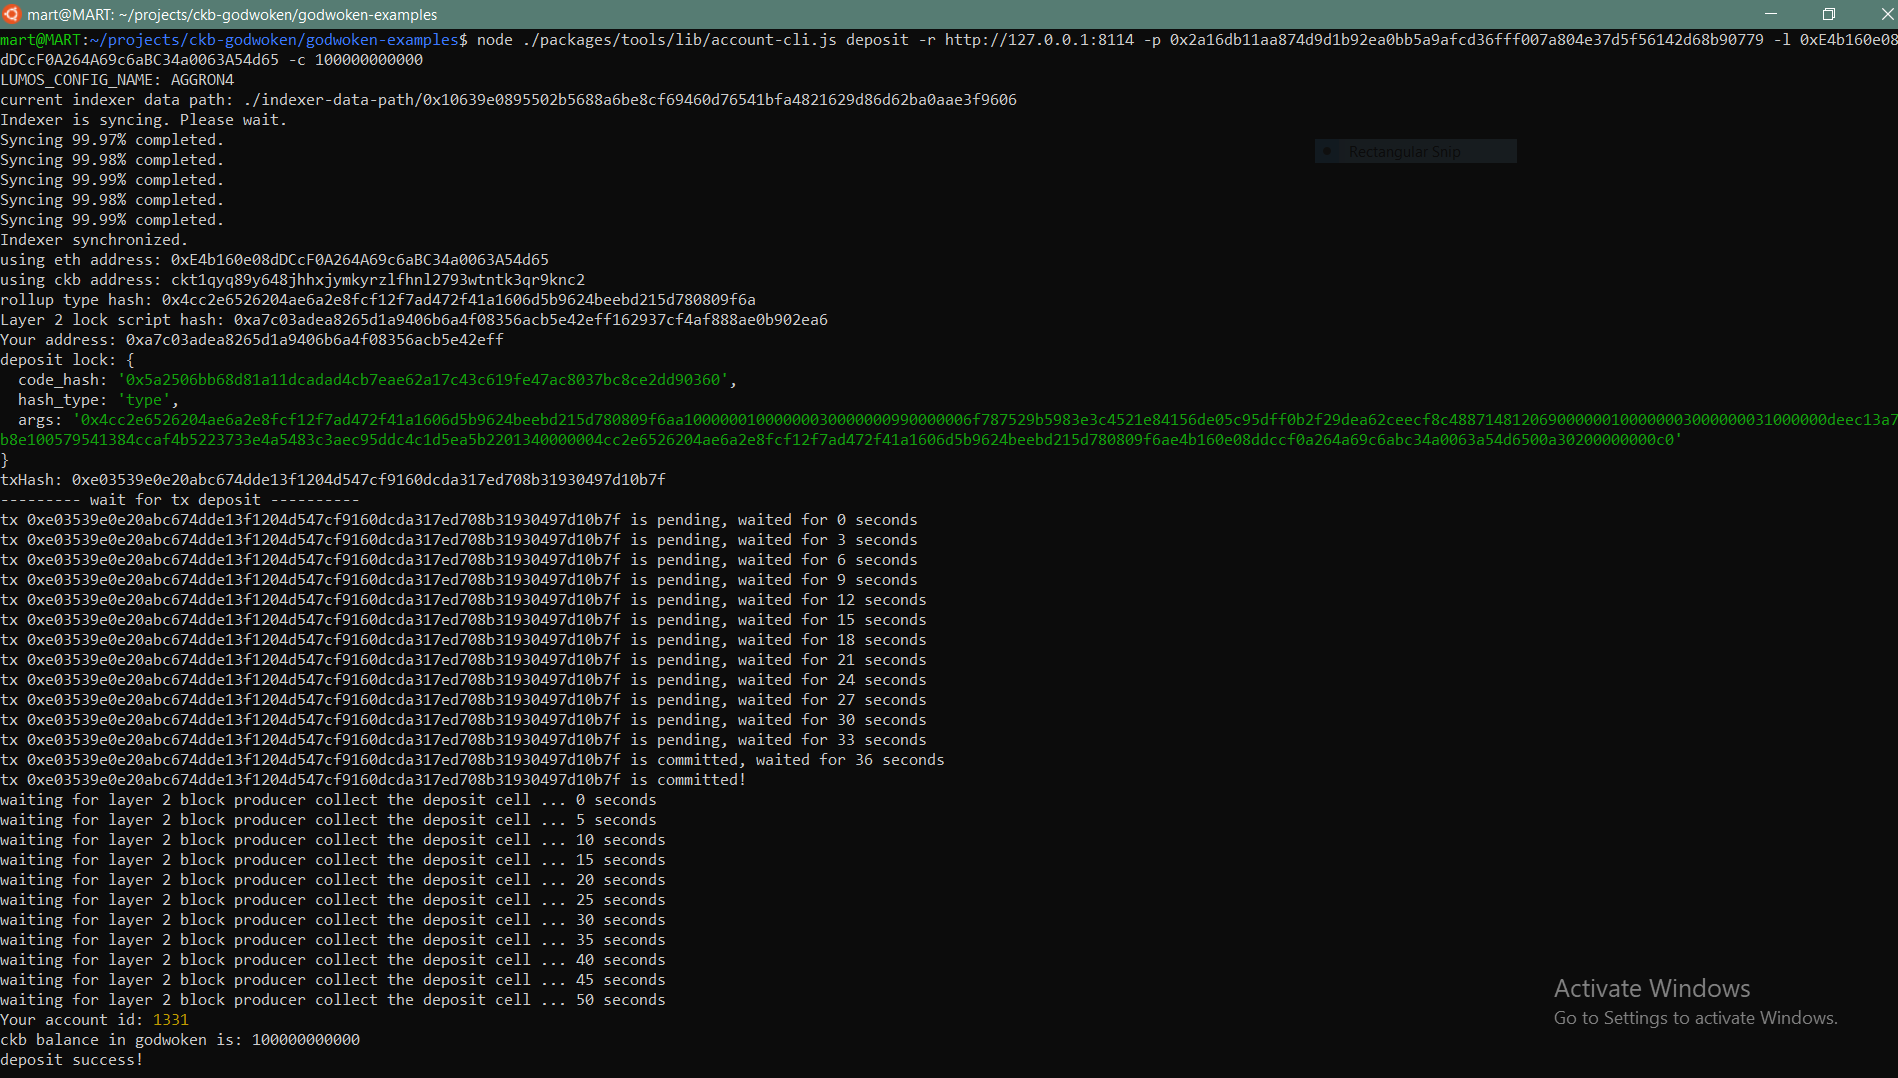 mart@MART: ~/projects/ckb-godwoken/godwoken-examples
mart@MART:~/projects/ckb-godwoken/godwoken-examples$ node ./packages/tools/lib/account-cli.js deposit -r http://127.0.0.1:8114 -p 0x2a16db11aa874d9d1b92ea0bb5a9afcd36fff007a804e37d5f56142d68b90779 -l 0xE4b160e08
dDCcF0A264A69c6aBC34a0063A54d65 -c 100000000000
LUMOS_CONFIG_NAME: AGGRON4
current indexer data path: ./indexer-data-path/0x10639e0895502b5688a6be8cf69460d76541bfa4821629d86d62ba0aae3f9606
Indexer is syncing. Please wait.
Syncing 99.97% completed.
Syncing 99.98% completed.
Rectangular Snip
Syncing 99.99% completed.
Syncing 99.98% completed.
Syncing 99.99% completed.
Indexer synchronized.
using eth address: 0xE4b160e08dDCcF0A264A69c6aBC34a0063A54d65
using ckb address: ckt1qyq89y648jhhxjymkyrzlfhnl2793wtntk3qr9knc2
rollup type hash: 0x4cc2e6526204ae6a2e8fcf12f7ad472f41a1606d5b9624beebd215d780809f6a
Layer 2 lock script hash: 0xa7c03adea8265d1a9406b6a4f08356acb5e42eff162937cf4af888ae0b902ea6
Your address: 0xa7c03adea8265d1a9406b6a4f08356acb5e42eff
deposit lock: {
code_hash: '0x5a2506bb68d81a11dcadad4cb7eae62a17c43c619fe47ac8037bc8ce2dd90360',
hash_type: 'type',
args: '0x4cc2e6526204ae6a2e8fcf12f7ad472f41a1606d5b9624beebd215d780809f6aa10000001000000030000000990000006f787529b5983e3c4521e84156de05c95dff0b2f29dea62ceecf8c4887148120690000001000000030000000310000000deec13a7
b8e100579541384ccaf4b5223733e4a5483c3aec95ddc4c1d5ea5b2201340000004cc2e6526204ae6a2e8fcf12f7ad472f41a1606d5b9624beebd215d780809f6ae4b160e08ddccf0a264a69c6abc34a0063a54d6500a30200000000c0'
}
txHash: 0xe03539e0e20abc674dde13f1204d547cf9160dcda317ed708b31930497d10b7f
--------- wait for tx deposit ----------
tx 0xe03539e0e20abc674dde13f1204d547cf9160dcda317ed708b31930497d10b7f is pending, waited for 0 seconds
tx 0xe03539e0e20abc674dde13f1204d547cf9160dcda317ed708b31930497d10b7f is pending, waited for 3 seconds
tx 0xe03539e0e20abc674dde13f1204d547cf9160dcda317ed708b31930497d10b7f is pending, waited for 6 seconds
tx 0xe03539e0e20abc674dde13f1204d547cf9160dcda317ed708b31930497d10b7f is pending, waited for 9 seconds
tx 0xe03539e0e20abc674dde13f1204d547cf9160dcda317ed708b31930497d10b7f is pending, waited for 12 seconds
tx 0xe03539e0e20abc674dde13f1204d547cf9160dcda317ed708b31930497d10b7f is pending, waited for 15 seconds
tx 0xe03539e0e20abc674dde13f1204d547cf9160dcda317ed708b31930497d10b7f is pending, waited for 18 seconds
tx 0xe03539e0e20abc674dde13f1204d547cf9160dcda317ed708b31930497d10b7f is pending, waited for 21 seconds
tx 0xe03539e0e20abc674dde13f1204d547cf9160dcda317ed708b31930497d10b7f is pending, waited for 24 seconds
tx 0xe03539e0e20abc674dde13f1204d547cf9160dcda317ed708b31930497d10b7f is pending, waited for 27 seconds
tx 0xe03539e0e20abc674dde13f1204d547cf9160dcda317ed708b31930497d10b7f is pending, waited for 30 seconds
tx 0xe03539e0e20abc674dde13f1204d547cf9160dcda317ed708b31930497d10b7f is pending, waited for 33 seconds
tx 0xe03539e0e20abc674dde13f1204d547cf9160dcda317ed708b31930497d10b7f is committed, waited for 36 seconds
tx 0xe03539e0e20abc674dde13f1204d547cf9160dcda317ed708b31930497d10b7f is committed!
waiting for layer 2 block producer collect the deposit cell ... 0 seconds
waiting for layer 2 block producer collect the deposit cell ... 5 seconds
waiting for layer 2 block producer collect the deposit cell ... 10 seconds
waiting for layer 2 block producer collect the deposit cell ... 15 seconds
waiting for layer 2 block producer collect the deposit cell ... 20 seconds
waiting for layer 2 block producer collect the deposit cell ... 25 seconds
waiting for layer 2 block producer collect the deposit cell ... 30 seconds
waiting for layer 2 block producer collect the deposit cell ... 35 seconds
waiting for layer 2 block producer collect the deposit cell ... 40 seconds
waiting for layer 2 block producer collect the deposit cell ... 45 seconds
waiting for layer 2 block producer collect the deposit cell ... 50 seconds
Your account id: 1331
ckb balance in godwoken is: 100000000000
deposit success!
Activate Windows
Go to Settings to activate Windows.